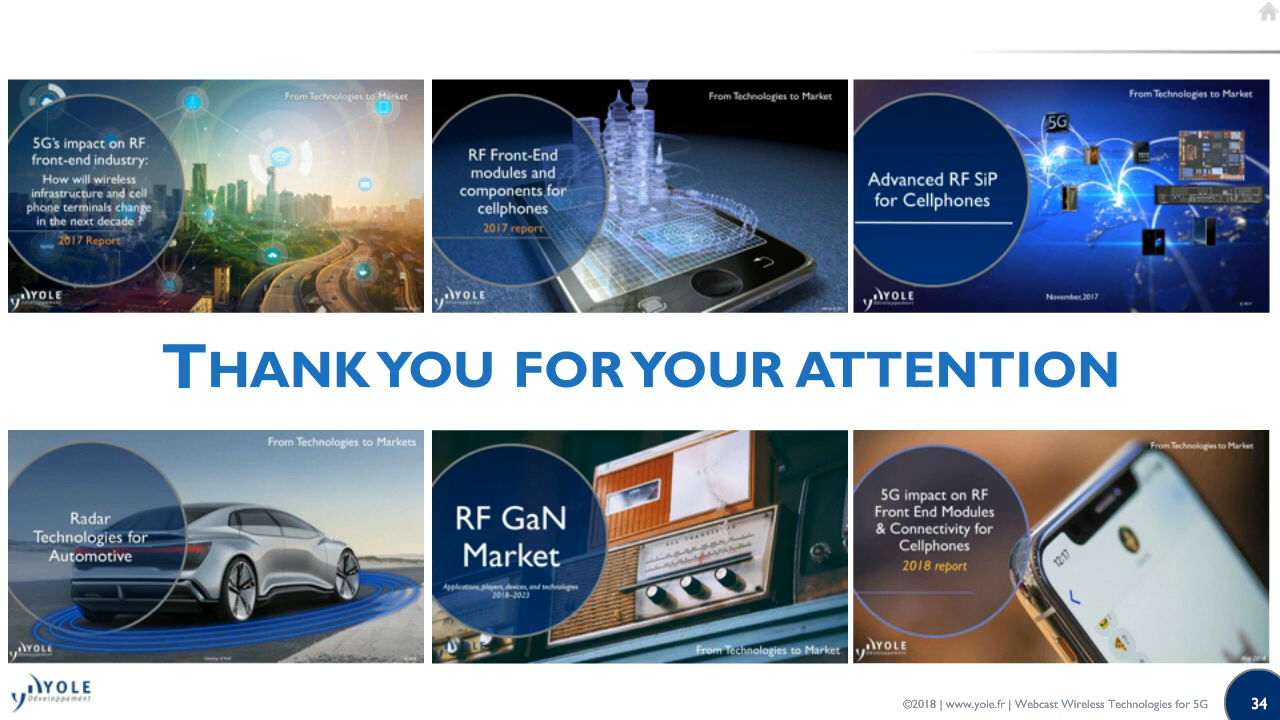 From Technologies to Market
5G's impact on RF
front-end industry:
How will wireless
infrastructure and cell
phone terminals change
in the next decade ?
2017 Report
YOLE
Développement
From Technologies to Market
RF Front-End
modules and
components for
cellphones
2017 report
YOLE
Développement
From Technologies to Market
5G
Advanced RF SiP
for Cellphones
November, 2017
YOLE
Développement
THANK YOU FOR YOUR ATTENTION
From Technologies to Markets
Radar
Technologies for
Automotive
YOLE
Développement
RF GaN
Market
Applications, players, devices, and technologies
2018–2023
From Technologies to Market
From Technologies to Market
5G impact on RF
Front End Modules
& Connectivity for
Cellphones
2018 report
12:17
YOLE
Développement
YOLE
Développement
©2018 | www.yole.fr | Webcast Wireless Technologies for 5G
34